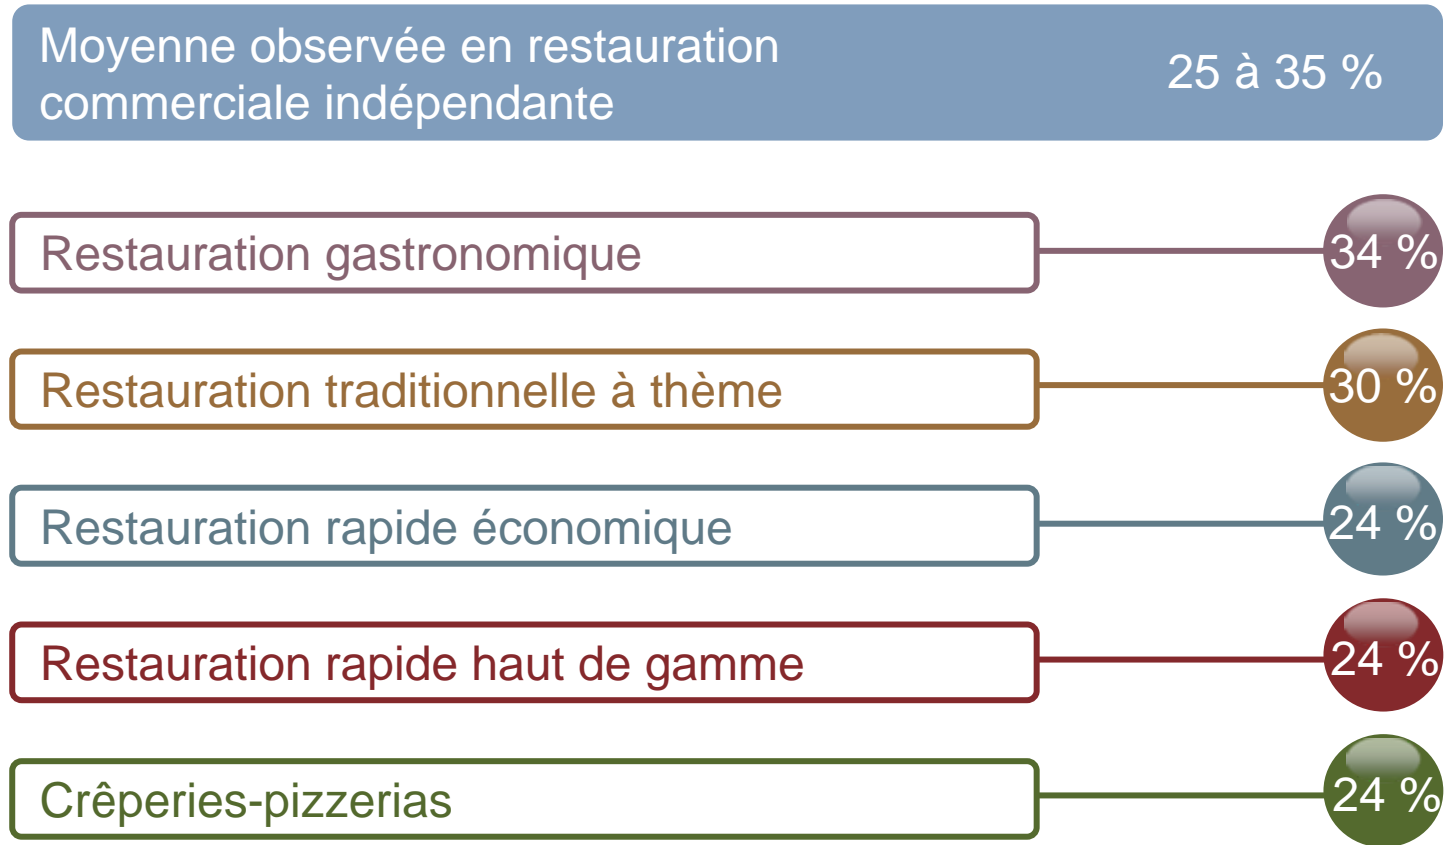 Moyenne observée en restauration
commerciale indépendante
25 à 35 %
Restauration gastronomique
34 %
Restauration traditionnelle à thème
30 %
Restauration rapide économique
24 %
Restauration rapide haut de gamme
24 %
Crêperies-pizzerias
24 %